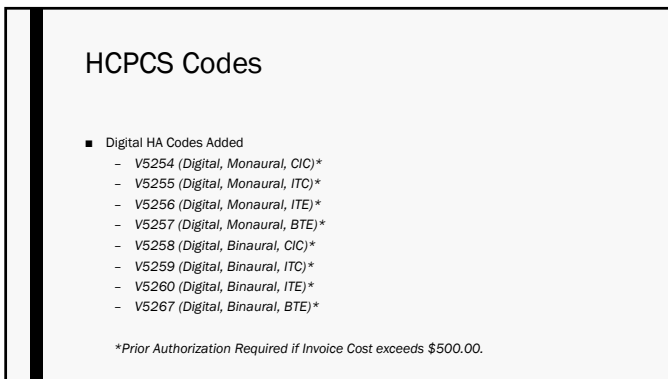 HCPCS Codes
■ Digital HA Codes Added
– V5254 (Digital, Monaural, CIC)*
– V5255 (Digital, Monaural, ITC)*
– V5256 (Digital, Monaural, ITE)*
– V5257 (Digital, Monaural, BTE)*
– V5258 (Digital, Binaural, CIC)*
– V5259 (Digital, Binaural, ITC)*
– V5260 (Digital, Binaural, ITE)*
– V5267 (Digital, Binaural, BTE)*
*Prior Authorization Required if Invoice Cost exceeds $500.00.